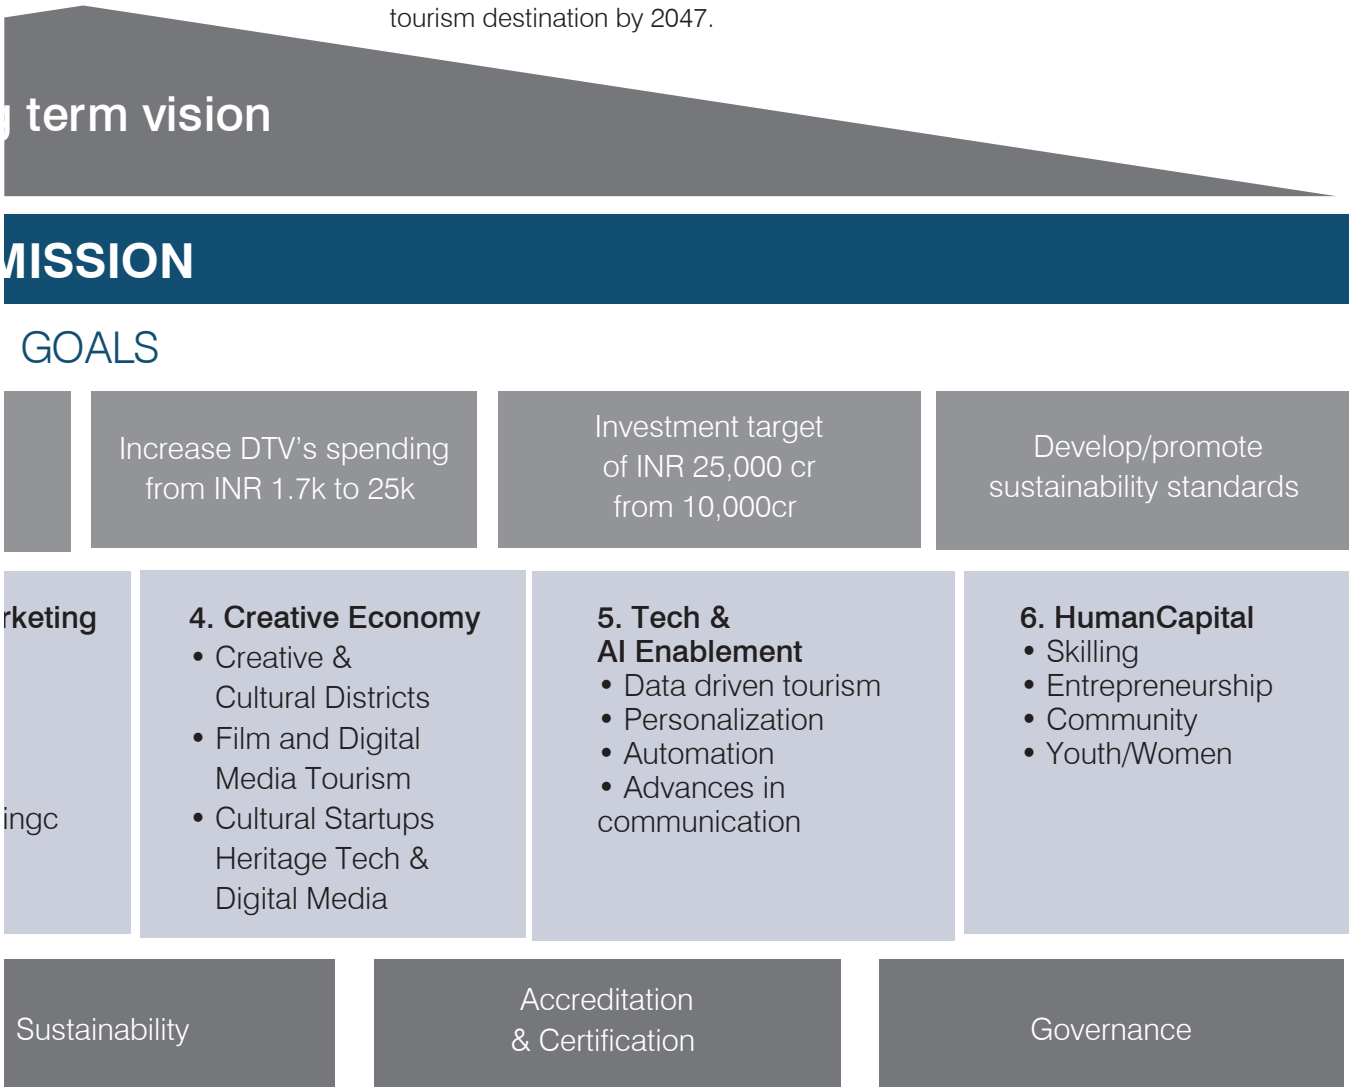 tourism destination by 2047.
term vision
MISSION
GOALS
Increase DTV’s spending
from INR 1.7k to 25k
Investment target
of INR 25,000 cr
from 10,000cr
Develop/promote
sustainability standards
rketing
ingc
4. Creative Economy
• Creative &
Cultural Districts
• Film and Digital
Media Tourism
• Cultural Startups
Heritage Tech &
Digital Media
5. Tech &
AI Enablement
• Data driven tourism
• Personalization
• Automation
• Advances in
communication
6. HumanCapital
• Skilling
• Entrepreneurship
• Community
• Youth/Women
Sustainability
Accreditation
& Certification
Governance